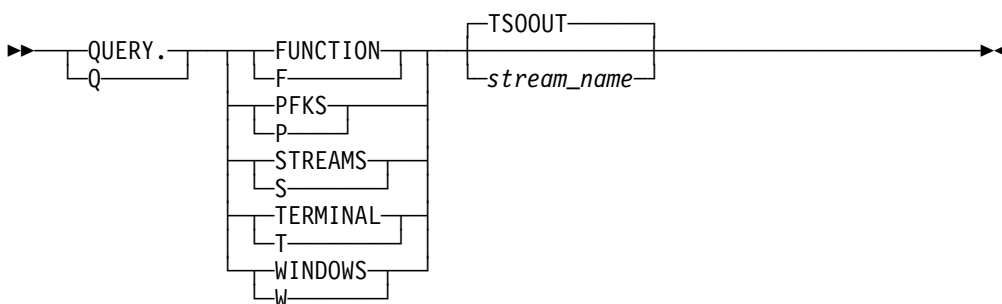 TSOOUT
QUERY. FUNCTION
Q F stream_name
PFKS
P
STREAMS
S
TERMINAL
T
WINDOWS
W